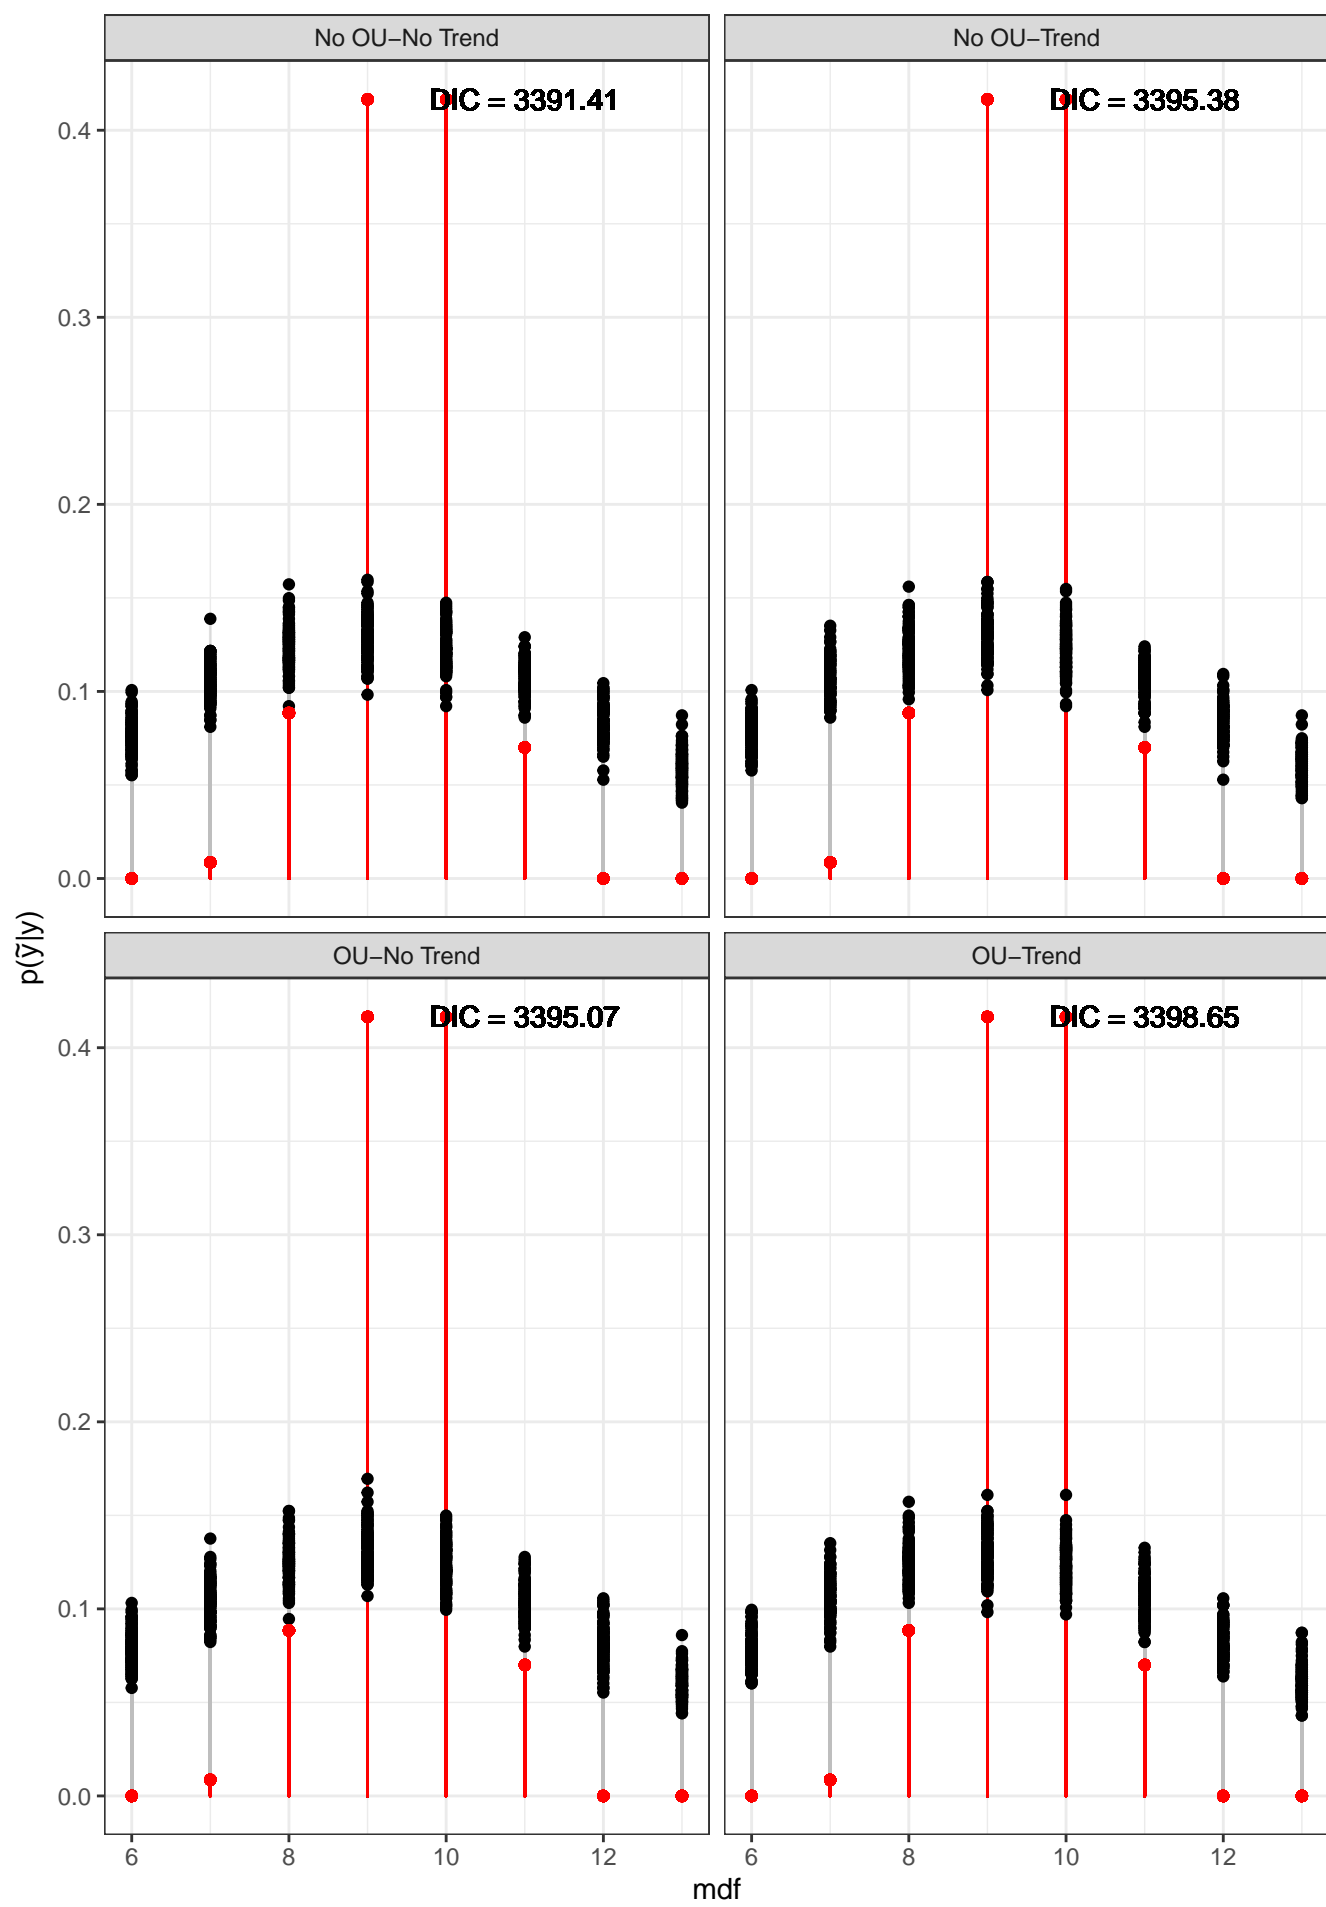 No OU−No Trend
No OU−Trend
DIC = 3391.41
DIC = 3395.38
0.4
0.3
0.2
0.1
0.0
p(ỹ|y)
OU−No Trend
OU−Trend
DIC = 3395.07
DIC = 3398.65
0.4
0.3
0.2
0.1
0.0
6 8 10 12
6 8 10 12
mdf